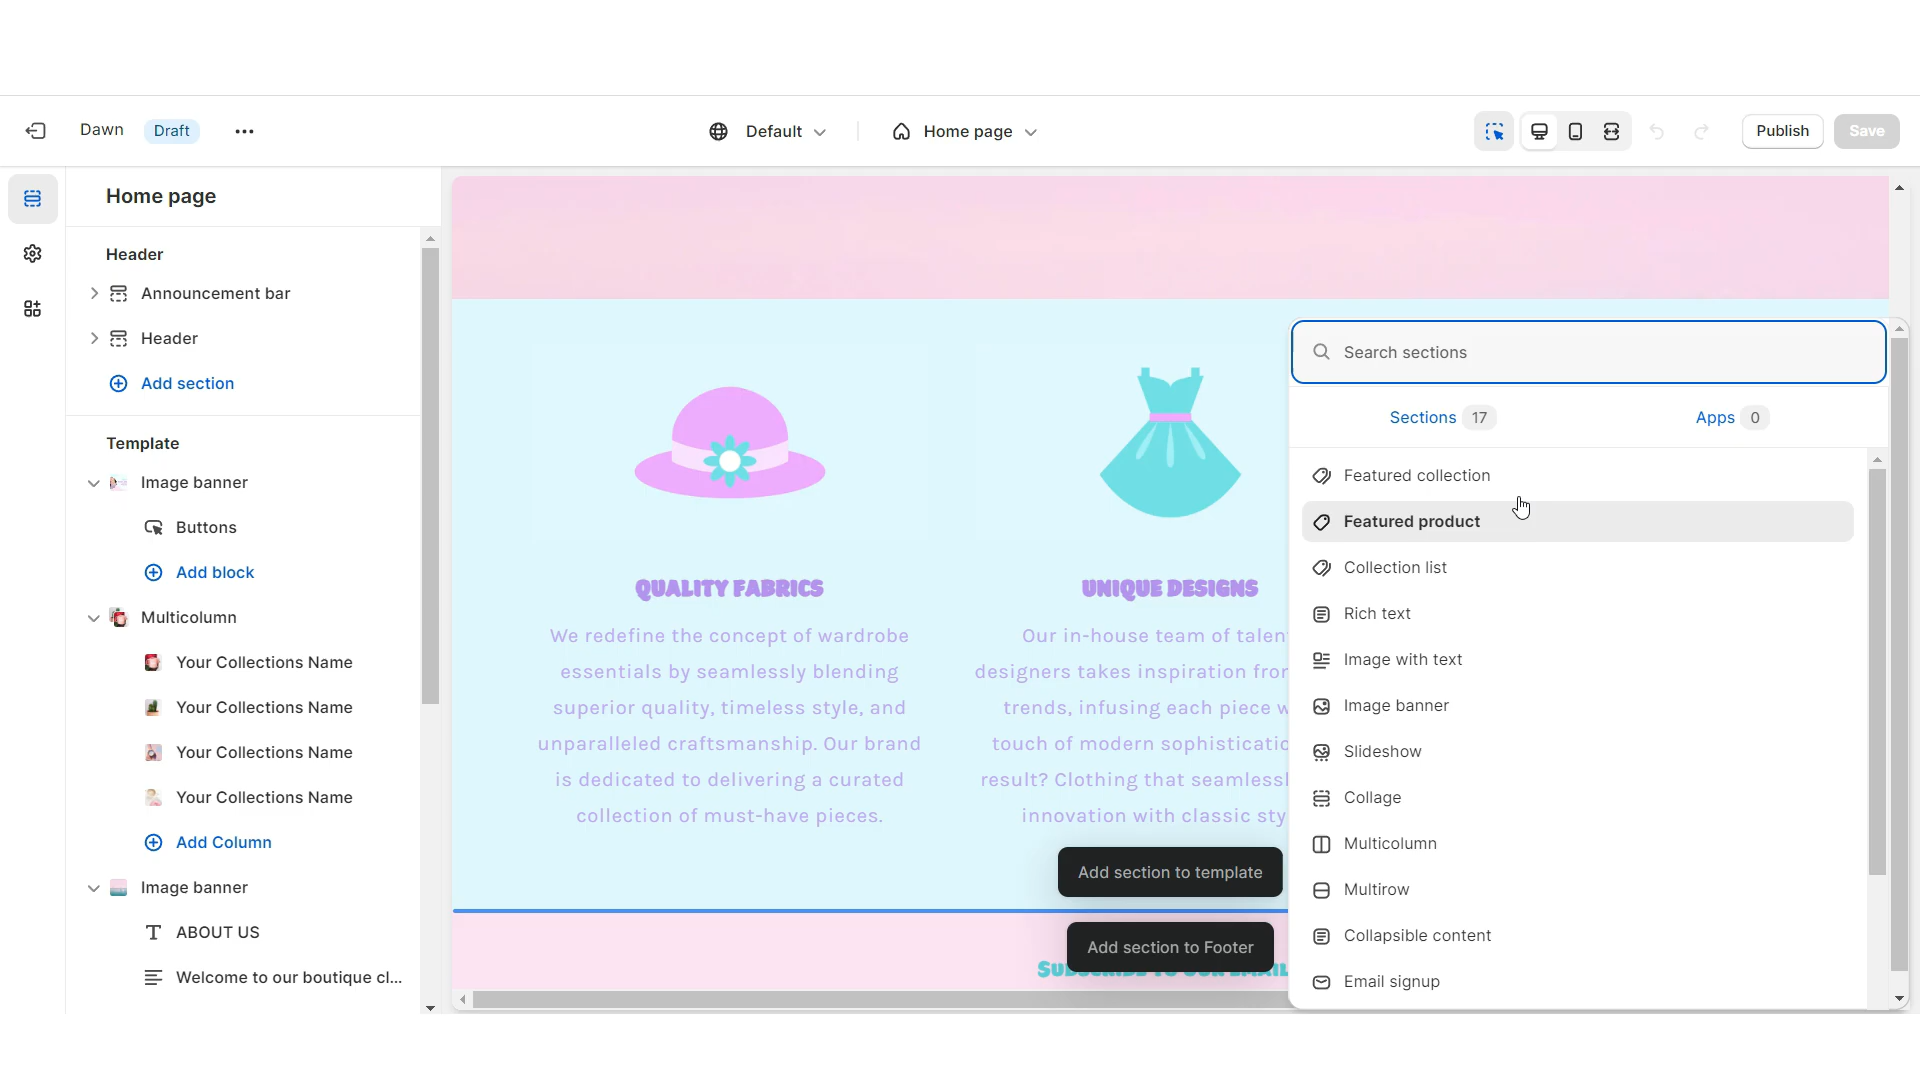 Dawn
Draft
Default
Home page
Publish
Save
Home page
Header
Announcement bar
Header
Add section
Template
Image banner
Buttons
Add block
Multicolumn
Your Collections Name
Your Collections Name
Your Collections Name
Your Collections Name
Add Column
Image banner
ABOUT US
Welcome to our boutique cl...
QUALITY FABRICS
We redefine the concept of wardrobe
essentials by seamlessly blending
superior quality, timeless style, and
unparalleled craftsmanship. Our brand
is dedicated to delivering a curated
collection of must-have pieces.
UNIQUE DESIGNS
Our in-house team of talen
designers takes inspiration fror
trends, infusing each piece w
touch of modern sophisticatio
result? Clothing that seamless
innovation with classic sty
Add section to template
Add section to Footer
Search sections
Sections 17
Apps 0
Featured collection
Featured product
Collection list
Rich text
Image with text
Image banner
Slideshow
Collage
Multicolumn
Multirow
Collapsible content
Email signup